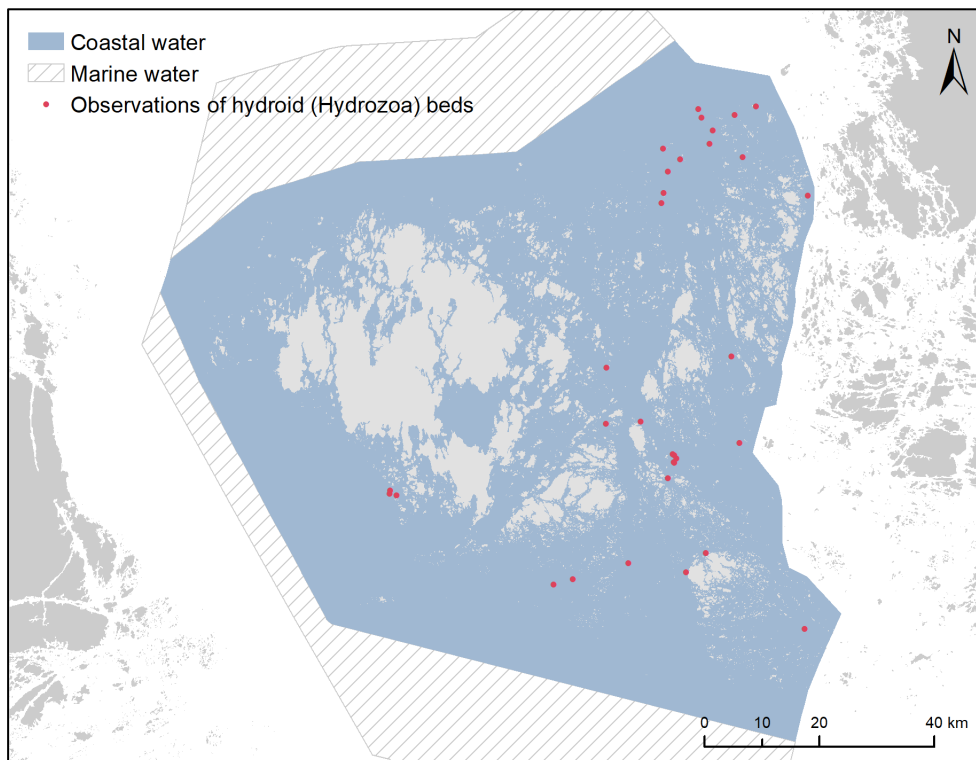 Coastal water
Marine water
Observations of hydroid (Hydrozoa) beds
N
0 10 20 40 km